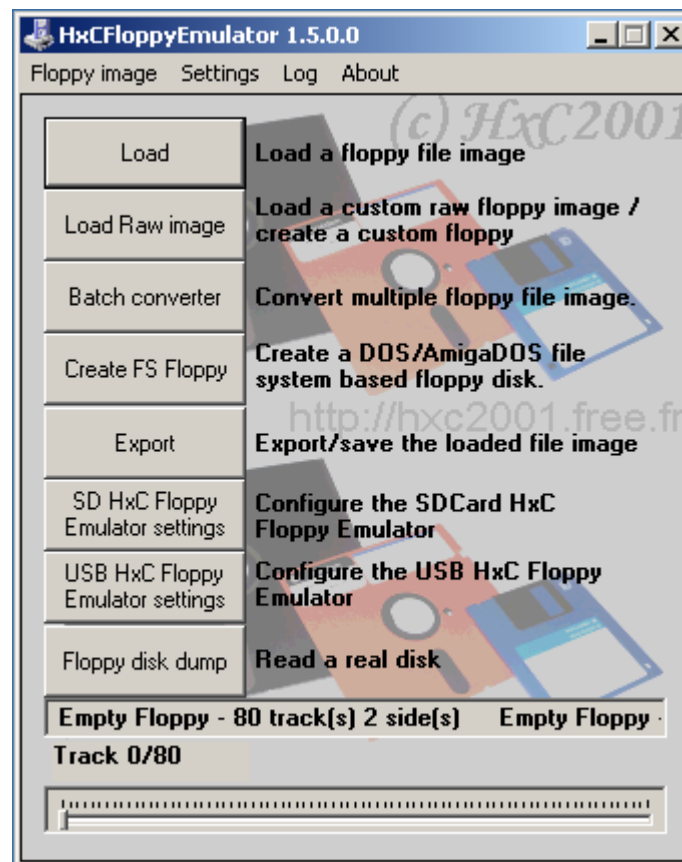 HxCFloppyEmulator 1.5.0.0
Floppy image Settings Log About
(c) HxC2001
Load
Load a floppy file image
Load Raw image
Load a custom raw floppy image /
create a custom floppy
Batch converter
Convert multiple floppy file image.
Create FS Floppy
Create a DOS/AmigaDOS file
system based floppy disk.
http://hxc2001.free.fr
Export
Export/save the loaded file image
SD HxC Floppy
Emulator settings
Configure the SDCard HxC
Floppy Emulator
USB HxC Floppy
Emulator settings
Configure the USB HxC Floppy
Emulator
Floppy disk dump
Read a real disk
Empty Floppy - 80 track(s) 2 side(s) Empty Floppy -
Track 0/80